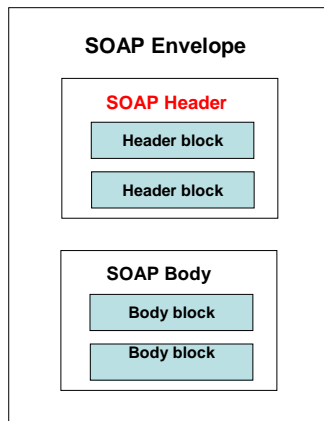 SOAP Envelope
SOAP Header
Header block
Header block
SOAP Body
Body block
Body block